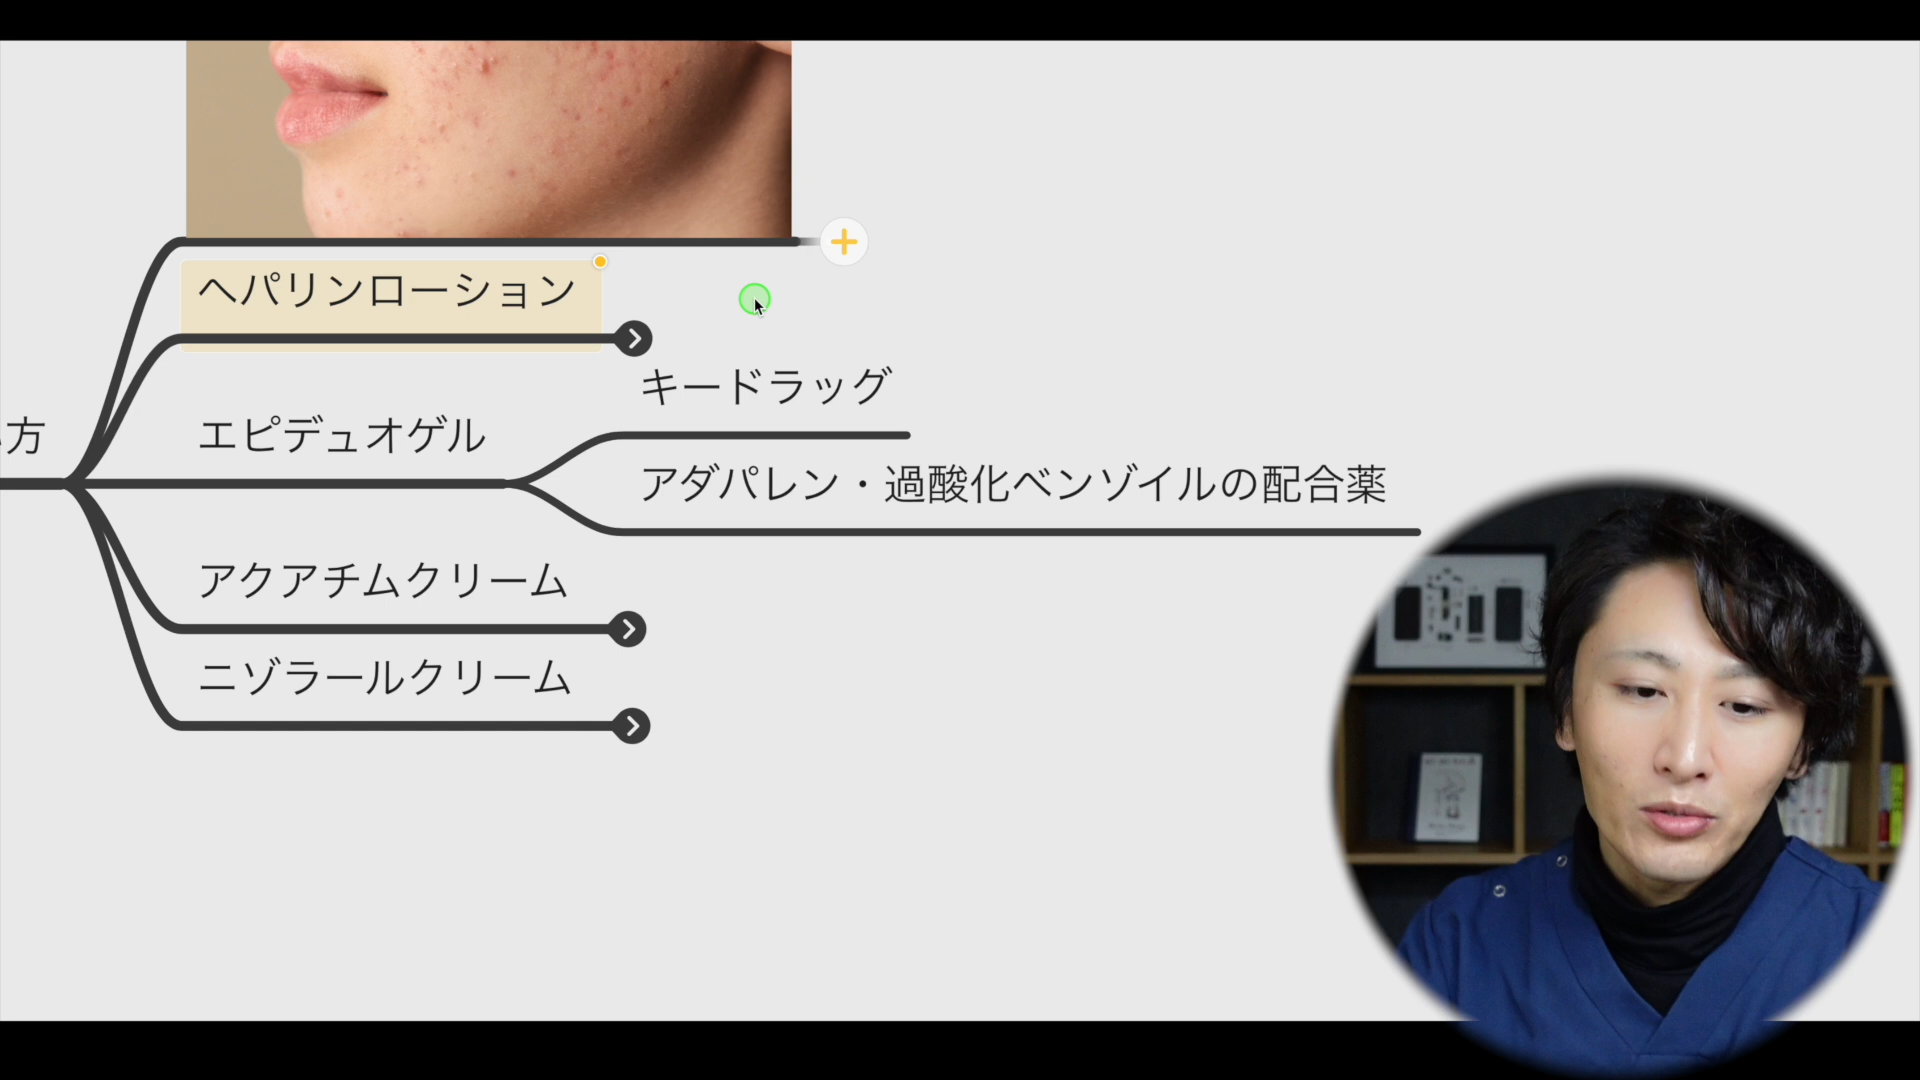 ヘパリンローション
キードラッグ
い方
エピデュオゲル
アダパレン・過酸化ベンゾイルの配合薬
アクアチムクリーム
ニゾラールクリーム